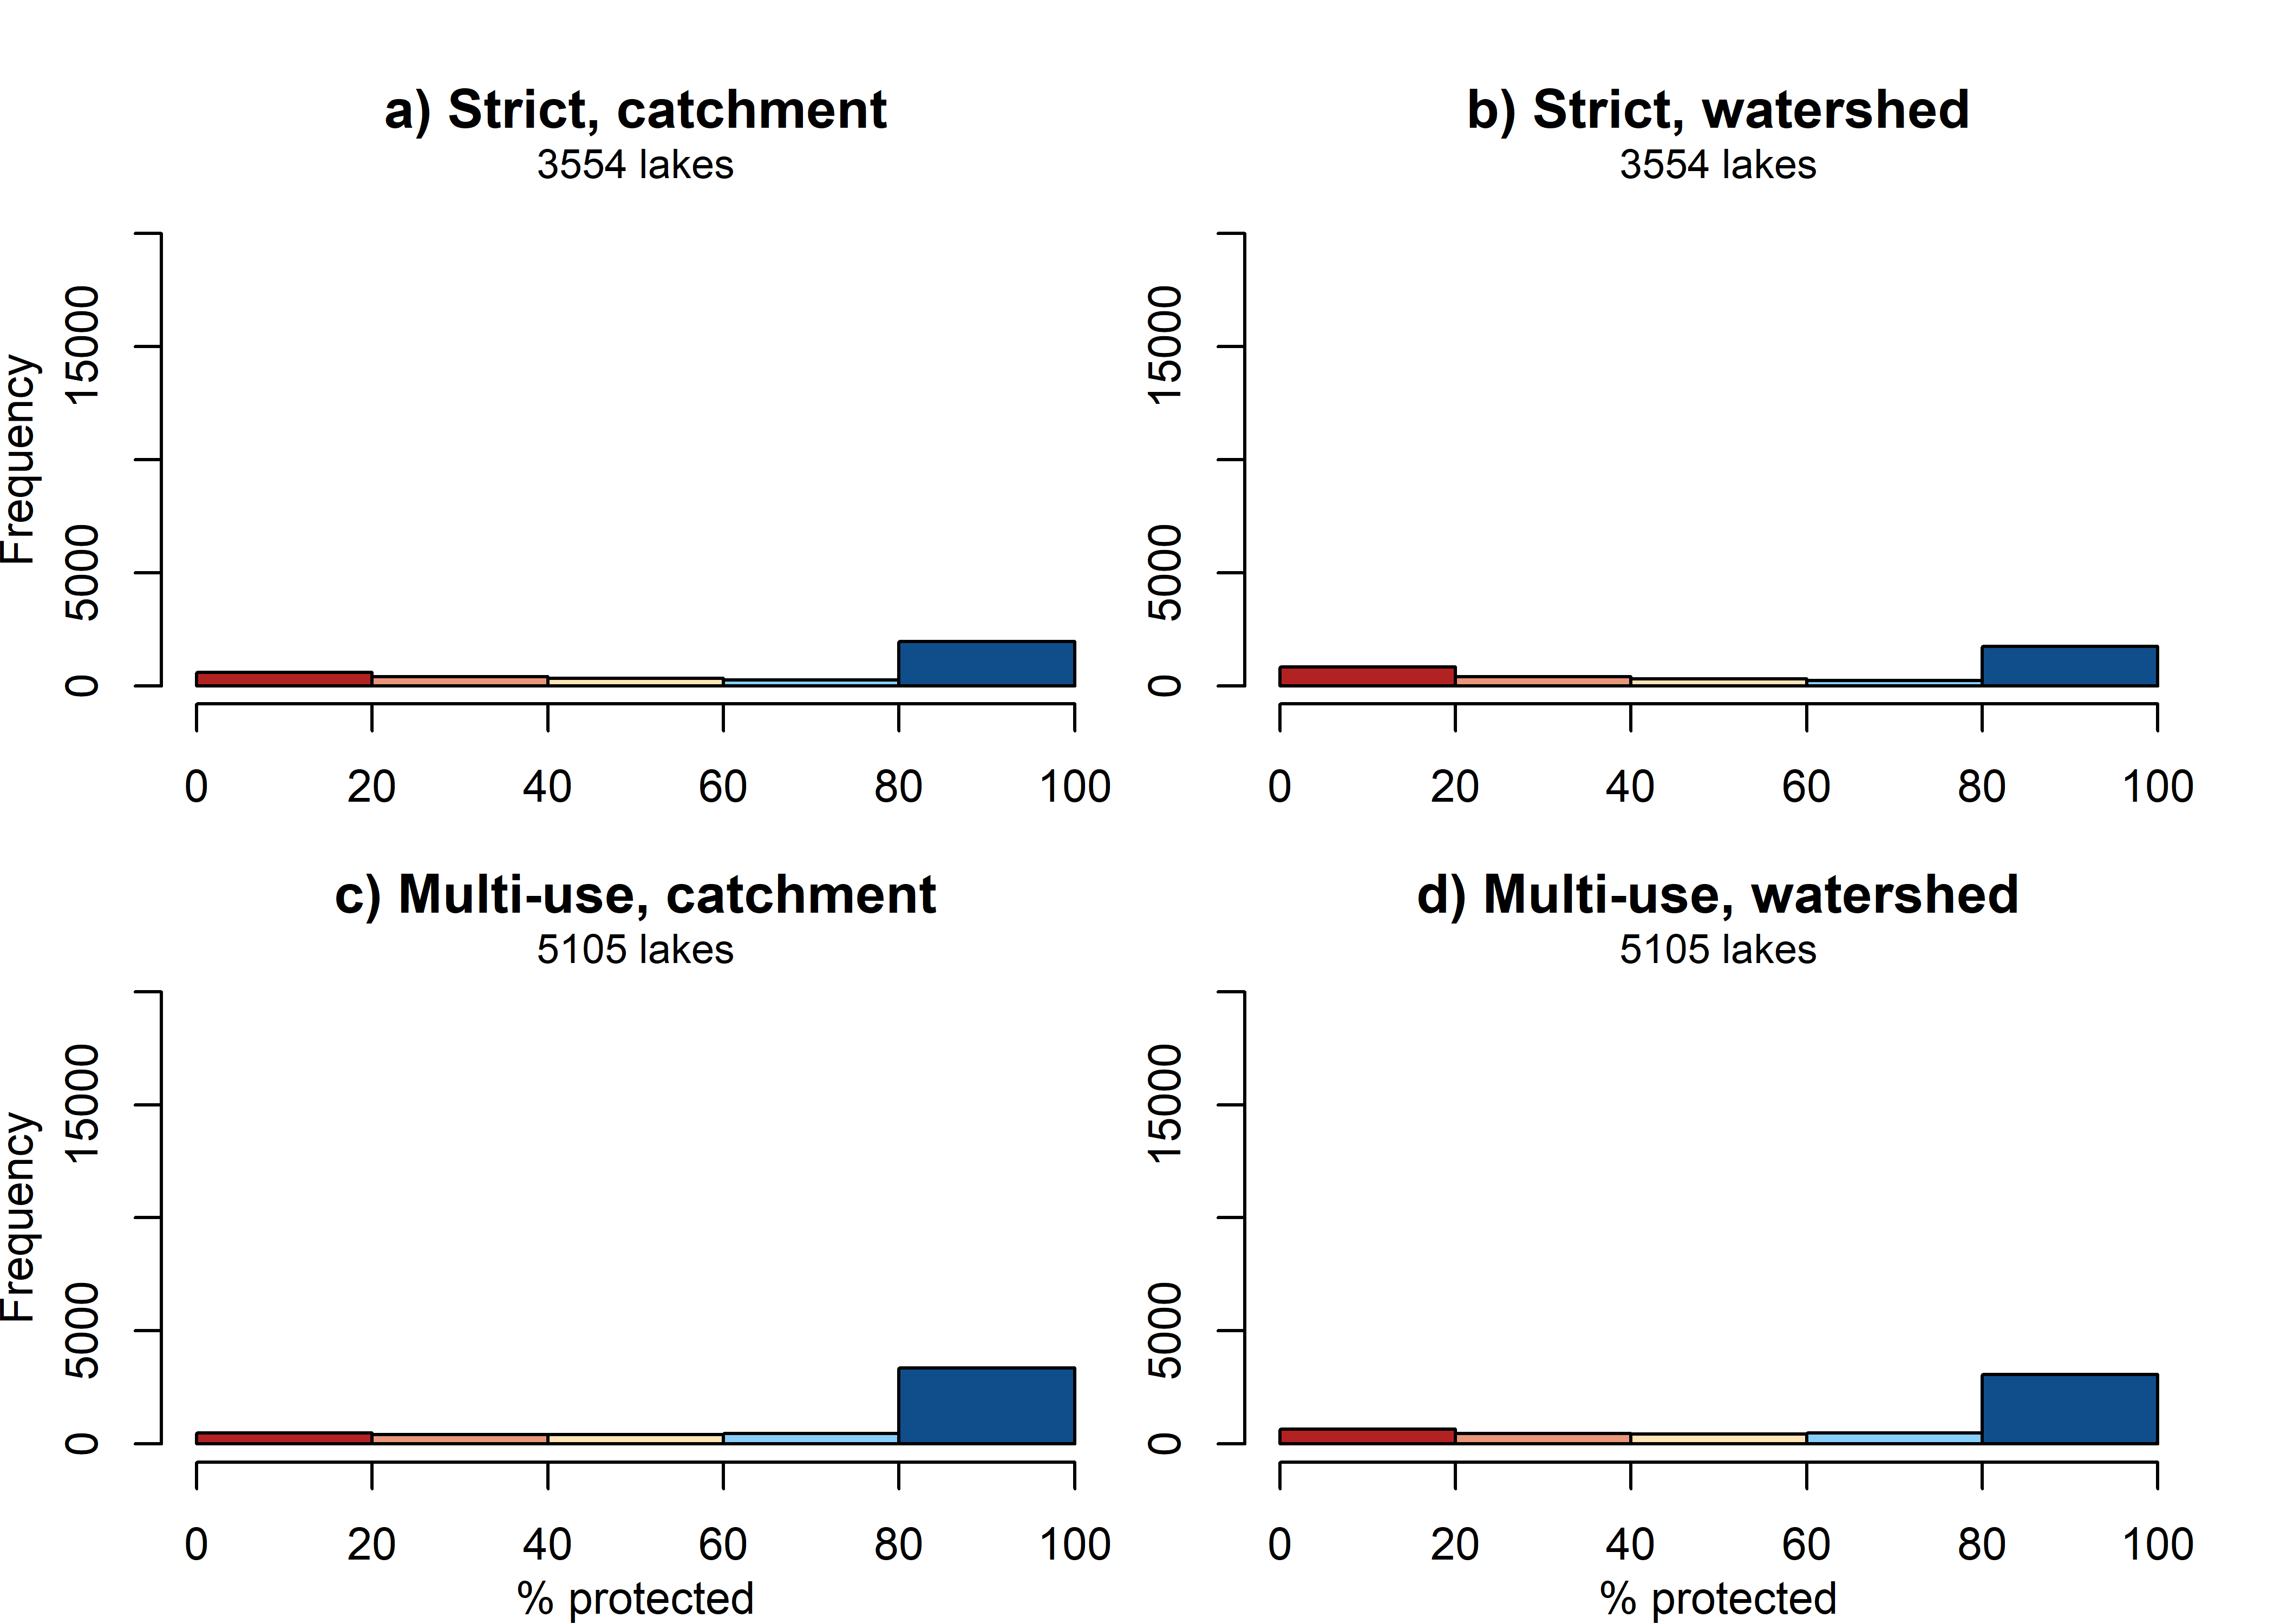 a) Strict, catchment
3554 lakes
b) Strict, watershed
3554 lakes
Frequency
15000
5000
0
15000
5000
0
0 20 40 60 80 100
0 20 40 60 80 100
c) Multi-use, catchment
5105 lakes
d) Multi-use, watershed
5105 lakes
Frequency
15000
5000
0
15000
5000
0
0 20 40 60 80 100
% protected
0 20 40 60 80 100
% protected